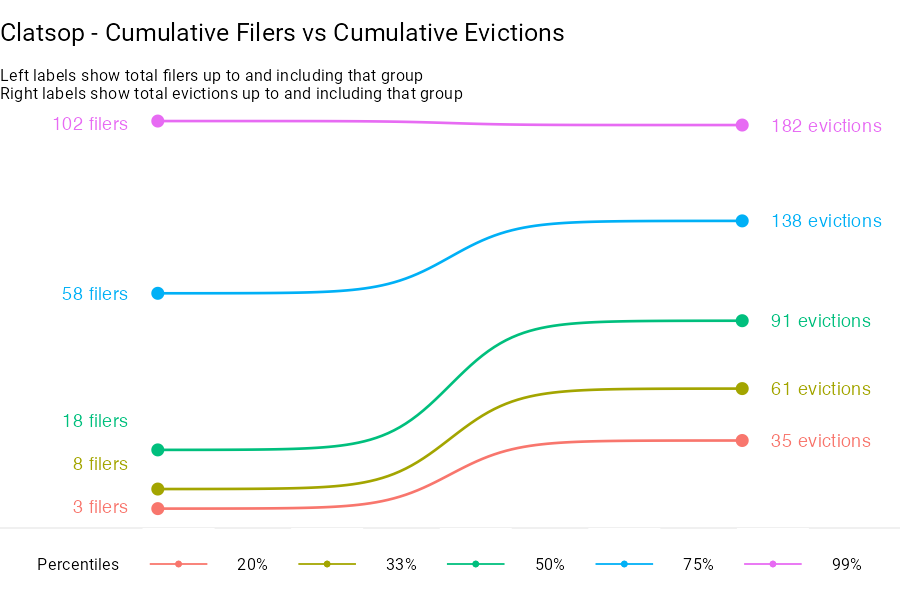 Clatsop - Cumulative Filers vs Cumulative Evictions
Left labels show total filers up to and including that group
Right labels show total evictions up to and including that group
102 filers
182 evictions
138 evictions
58 filers
91 evictions
61 evictions
18 filers
35 evictions
8 filers
3 filers
Percentiles 20% 33% 50% 75% 99%